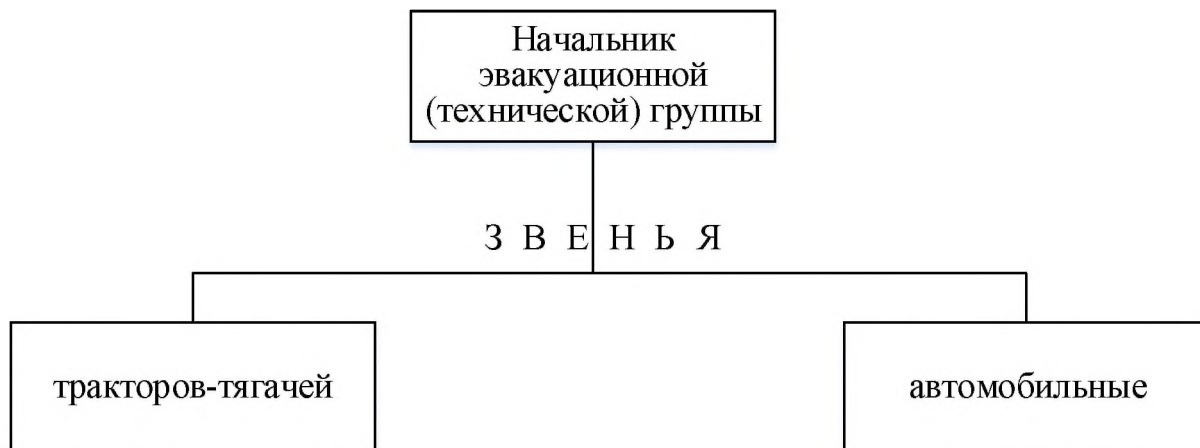 Начальник
эвакуационной
(технической) группы
З В Е Н Ь Я
тракторов-тягачей
автомобильные